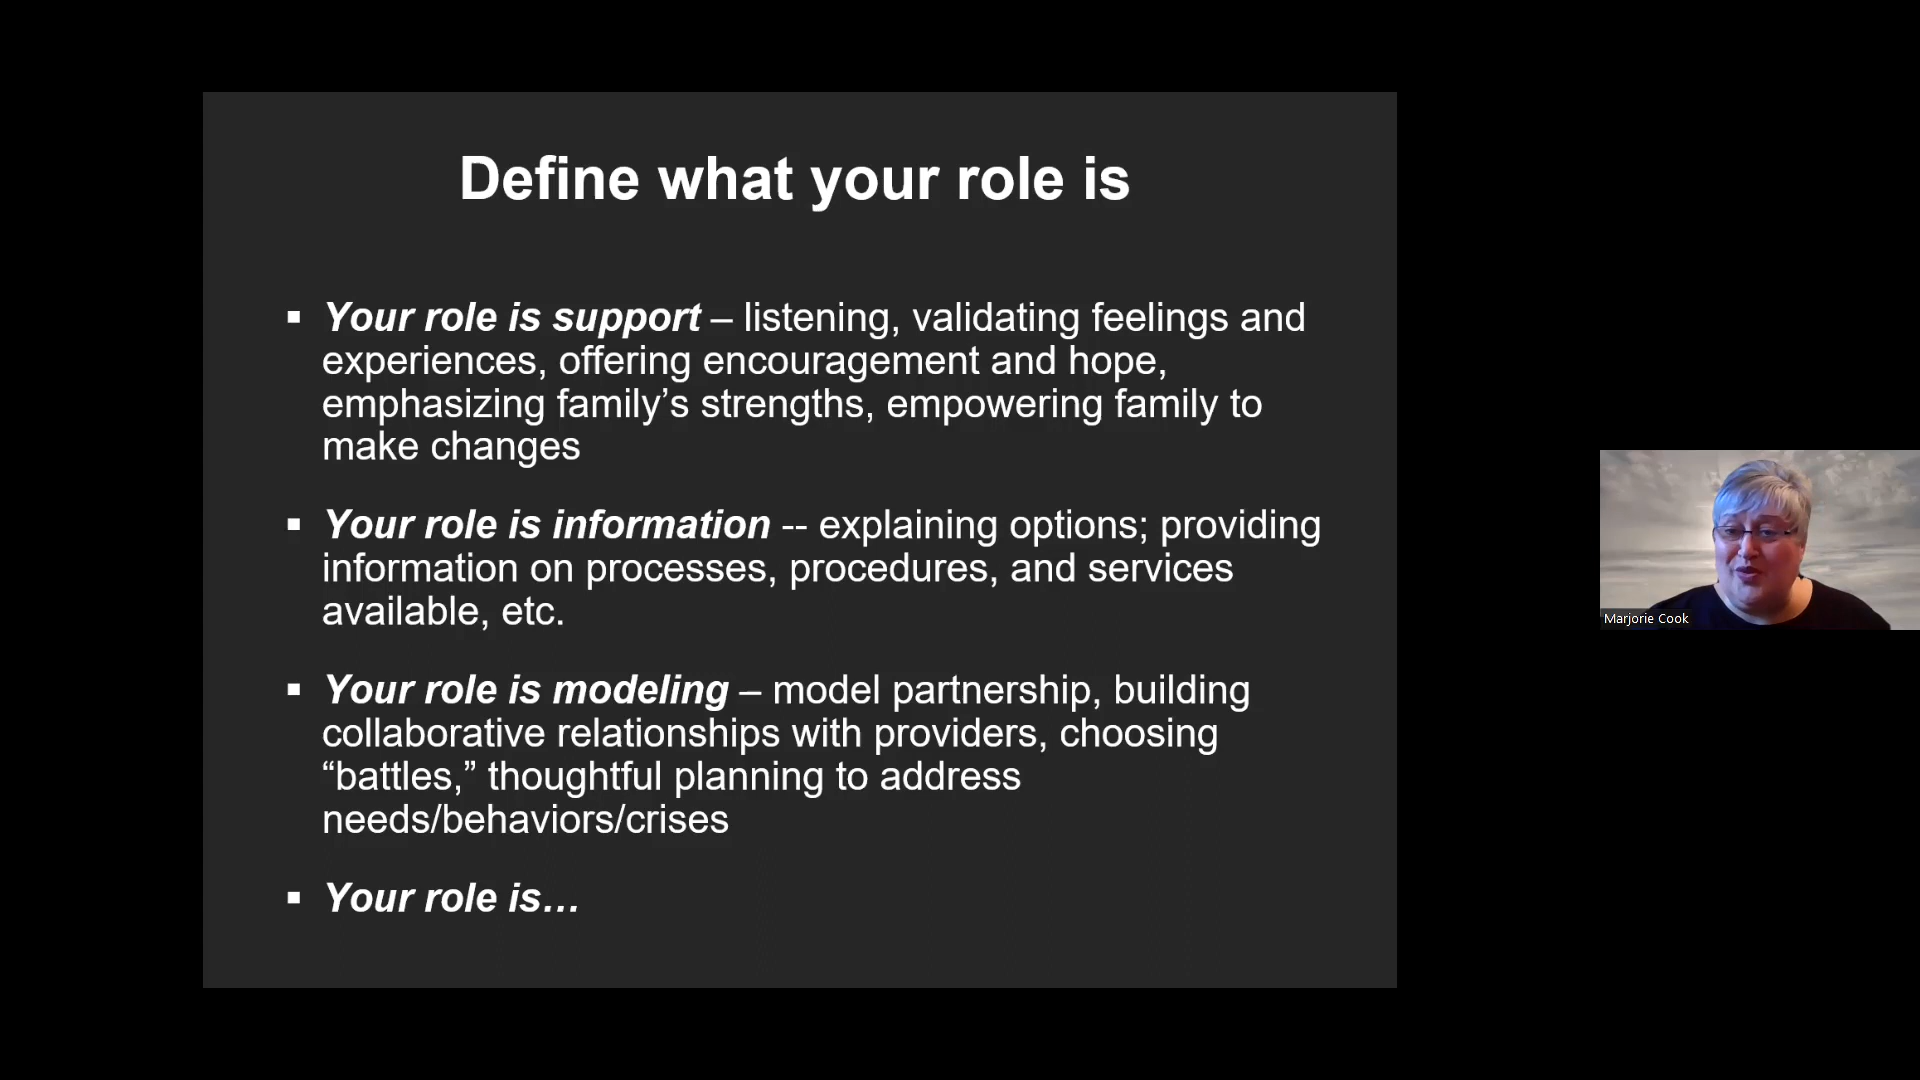 Define what your role is
▪ Your role is support – listening, validating feelings and
experiences, offering encouragement and hope,
emphasizing family’s strengths, empowering family to
make changes
▪ Your role is information -- explaining options; providing
information on processes, procedures, and services
available, etc.
▪ Your role is modeling – model partnership, building
collaborative relationships with providers, choosing
“battles,” thoughtful planning to address
needs/behaviors/crises
▪ Your role is…
Marjorie Cook